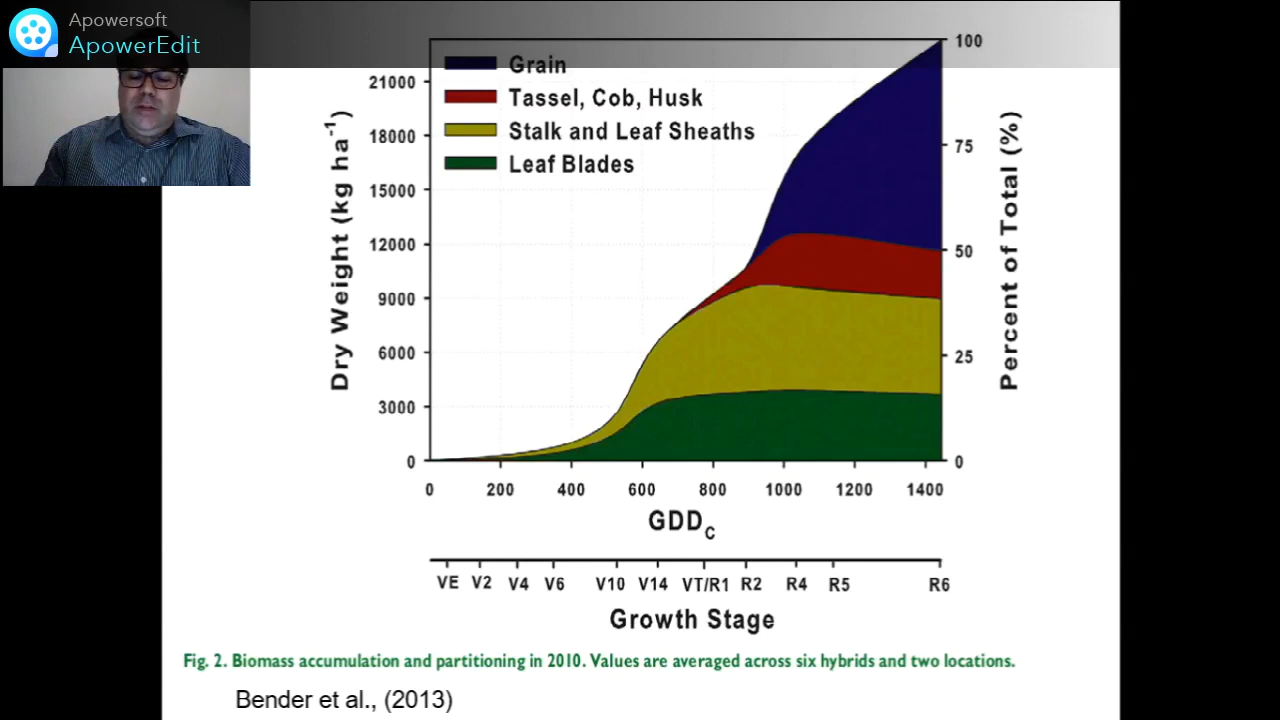 Apowersoft
ApowerEdit
Grain
Tassel, Cob, Husk
Stalk and Leaf Sheaths
Leaf Blades
Dry Weight (kg ha⁻¹)
21000
18000
15000
12000
9000
6000
3000
0
100
75
50
25
0
Percent of Total (%)
0 200 400 600 800 1000 1200 1400
GDD_C
VE V2 V4 V6 V10 V14 VT/R1 R2 R4 R5 R6
Growth Stage
Fig. 2. Biomass accumulation and partitioning in 2010. Values are averaged across six hybrids and two locations.
Bender et al., (2013)